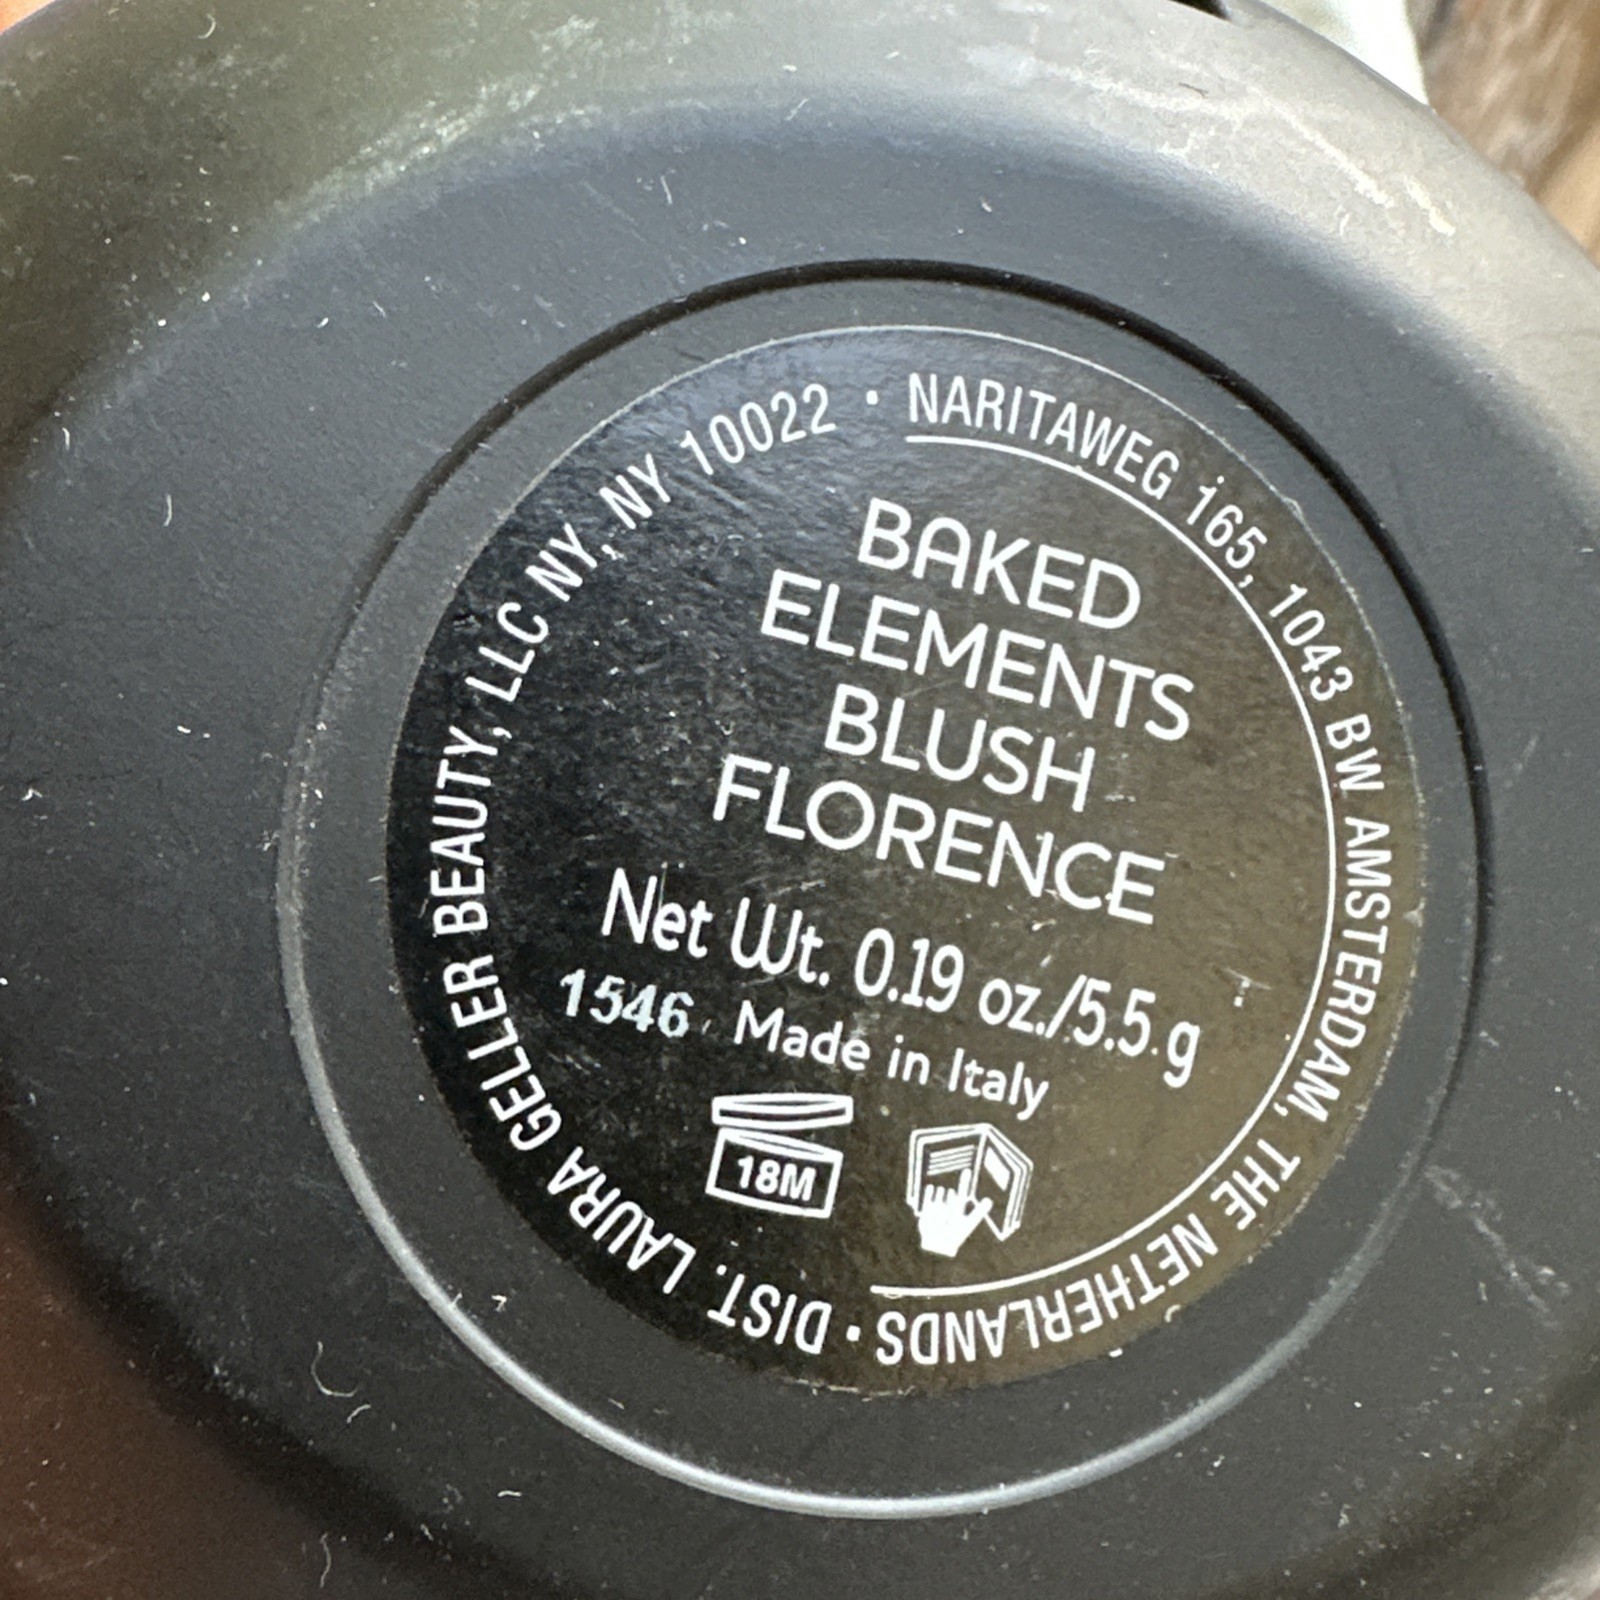 BAKED
ELEMENTS
BLUSH
FLORENCE
Net Wt. 0.19 oz./5.5 g
1546 Made in Italy
18M
DIST. LAURA GELLER BEAUTY, LLC NY, NY 10022 • NARITAWEG 165, 1043 BW AMSTERDAM, THE NETHERLANDS •